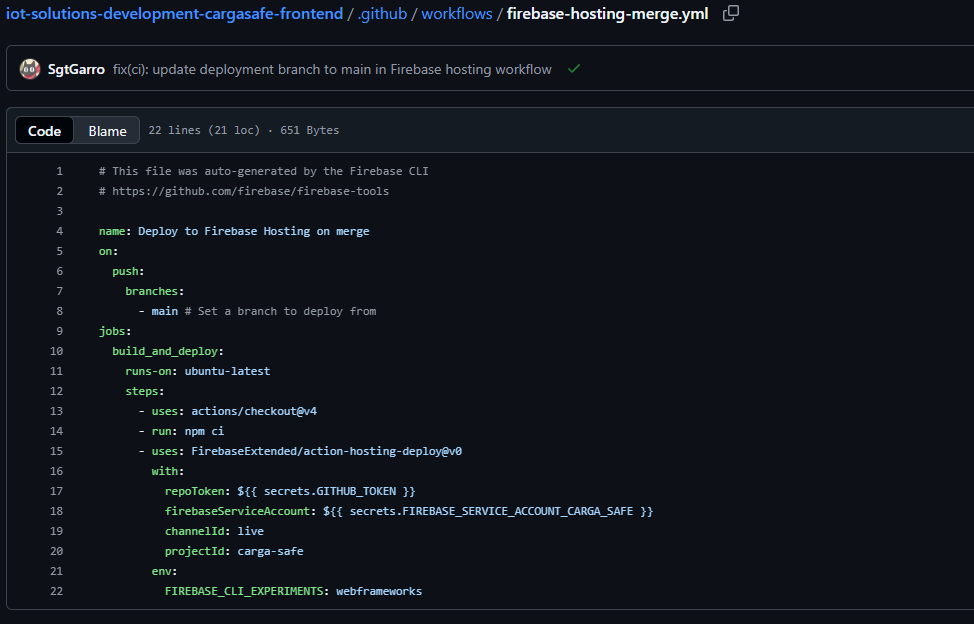 iot-solutions-development-cargasafe-frontend / .github / workflows / firebase-hosting-merge.yml
SgtGarro fix(ci): update deployment branch to main in Firebase hosting workflow
Code Blame 22 lines (21 loc) · 651 Bytes
1 # This file was auto-generated by the Firebase CLI
2 # https://github.com/firebase/firebase-tools
3
4 name: Deploy to Firebase Hosting on merge
5 on:
6   push:
7     branches:
8       - main # Set a branch to deploy from
9 jobs:
10   build_and_deploy:
11     runs-on: ubuntu-latest
12     steps:
13       - uses: actions/checkout@v4
14       - run: npm ci
15       - uses: FirebaseExtended/action-hosting-deploy@v0
16         with:
17           repoToken: ${{ secrets.GITHUB_TOKEN }}
18           firebaseServiceAccount: ${{ secrets.FIREBASE_SERVICE_ACCOUNT_CARGA_SAFE }}
19           channelId: live
20           projectId: carga-safe
21         env:
22           FIREBASE_CLI_EXPERIMENTS: webframeworks